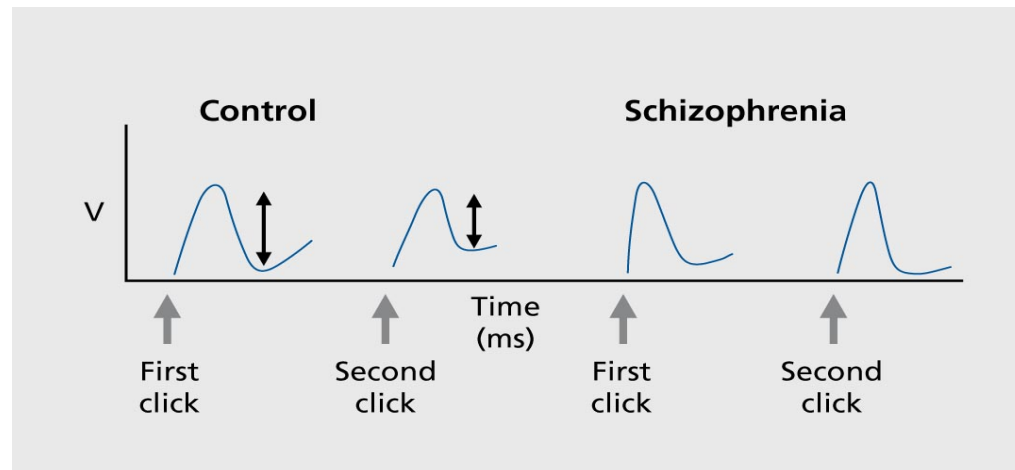 Control
Schizophrenia
V
Time
(ms)
First
click
Second
click
First
click
Second
click